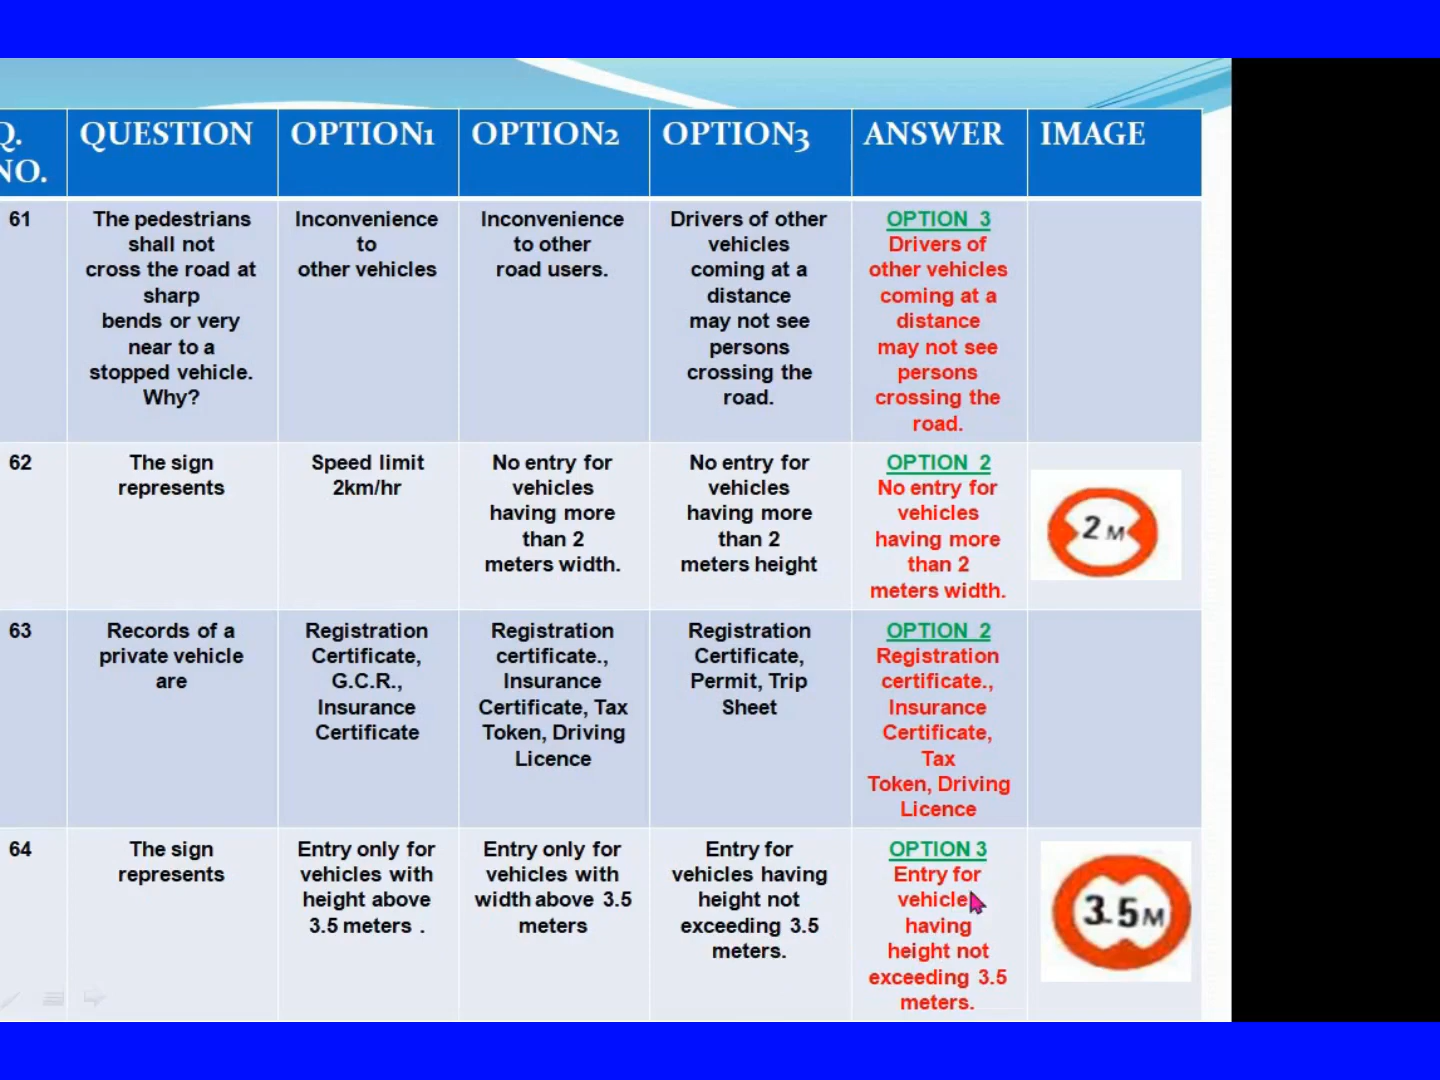 Q.
NO.
QUESTION
OPTION1
OPTION2
OPTION3
ANSWER
IMAGE
61
The pedestrians
shall not
cross the road at
sharp
bends or very
near to a
stopped vehicle.
Why?
Inconvenience
to
other vehicles
Inconvenience
to other
road users.
Drivers of other
vehicles
coming at a
distance
may not see
persons
crossing the
road.
OPTION 3
Drivers of
other vehicles
coming at a
distance
may not see
persons
crossing the
road.
62
The sign
represents
Speed limit
2km/hr
No entry for
vehicles
having more
than 2
meters width.
No entry for
vehicles
having more
than 2
meters height
OPTION 2
No entry for
vehicles
having more
than 2
meters width.
2 M
63
Records of a
private vehicle
are
Registration
Certificate,
G.C.R.,
Insurance
Certificate
Registration
certificate.,
Insurance
Certificate, Tax
Token, Driving
Licence
Registration
Certificate,
Permit, Trip
Sheet
OPTION 2
Registration
certificate.,
Insurance
Certificate,
Tax
Token, Driving
Licence
64
The sign
represents
Entry only for
vehicles with
height above
3.5 meters .
Entry only for
vehicles with
width above 3.5
meters
Entry for
vehicles having
height not
exceeding 3.5
meters.
OPTION 3
Entry for
vehicle
having
height not
exceeding 3.5
meters.
3.5 M